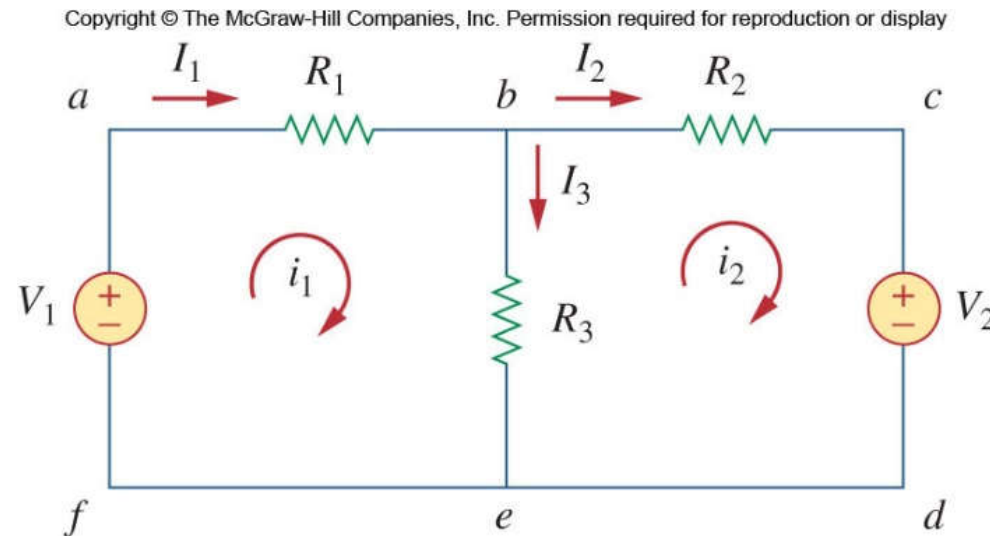 Copyright © The McGraw-Hill Companies, Inc. Permission required for reproduction or display
I₁ R₁ I₂ R₂
a b c
I₃
i₁ i₂
V₁ + − R₃ + − V₂
f e d